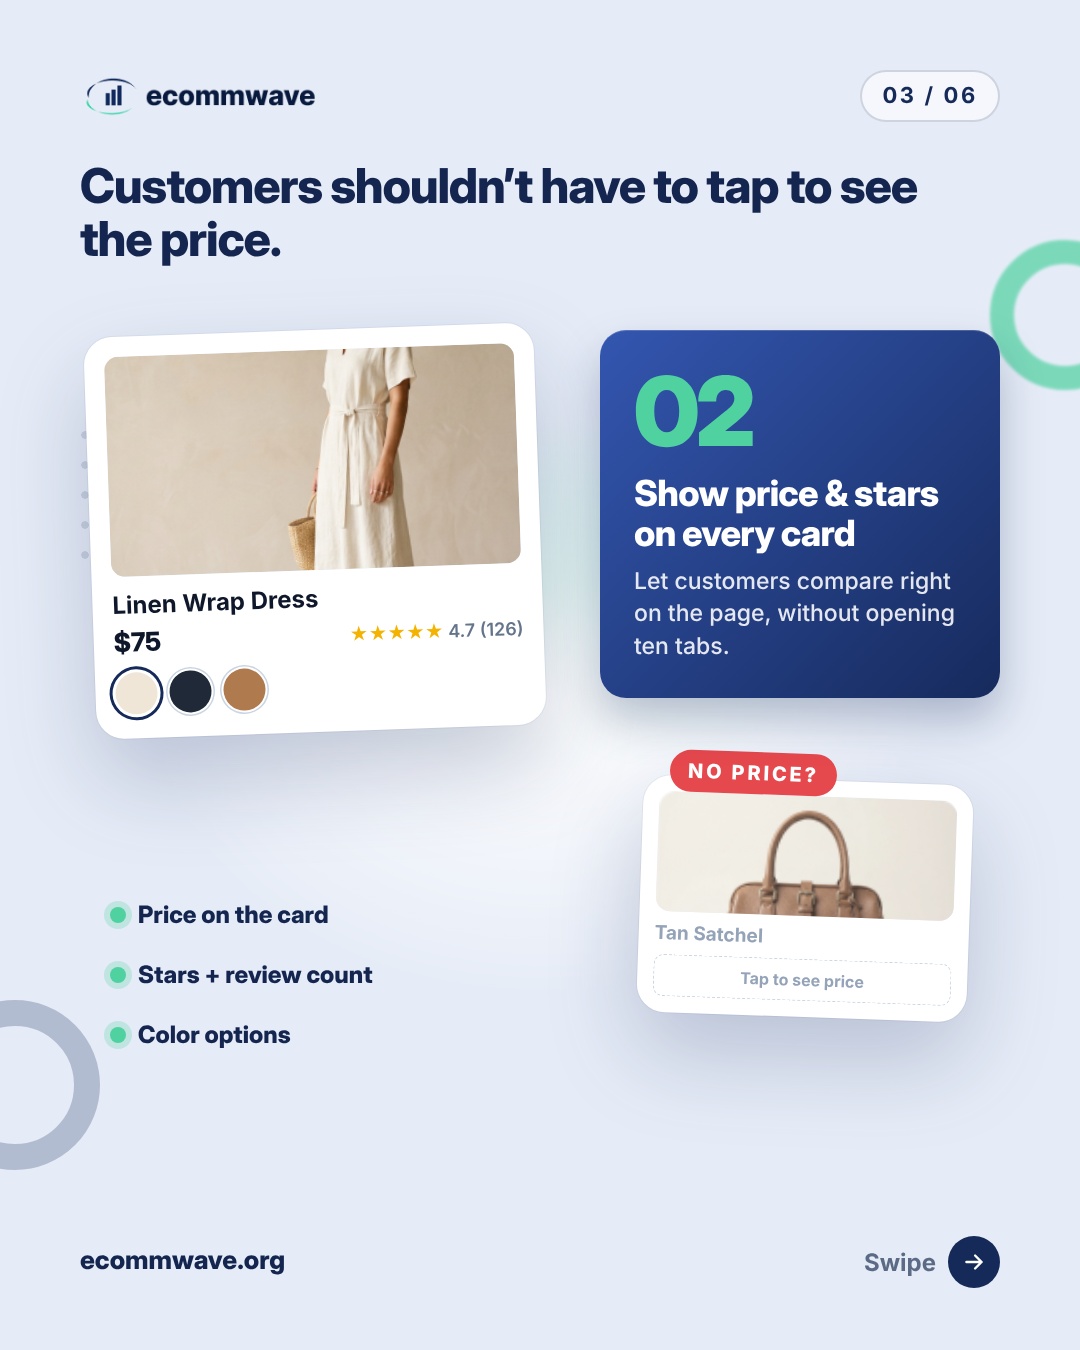 ecommwave
03 / 06
Customers shouldn’t have to tap to see
the price.
Linen Wrap Dress
$75
★★★★★ 4.7 (126)
02
Show price & stars
on every card
Let customers compare right
on the page, without opening
ten tabs.
NO PRICE?
Tan Satchel
Tap to see price
Price on the card
Stars + review count
Color options
ecommwave.org
Swipe